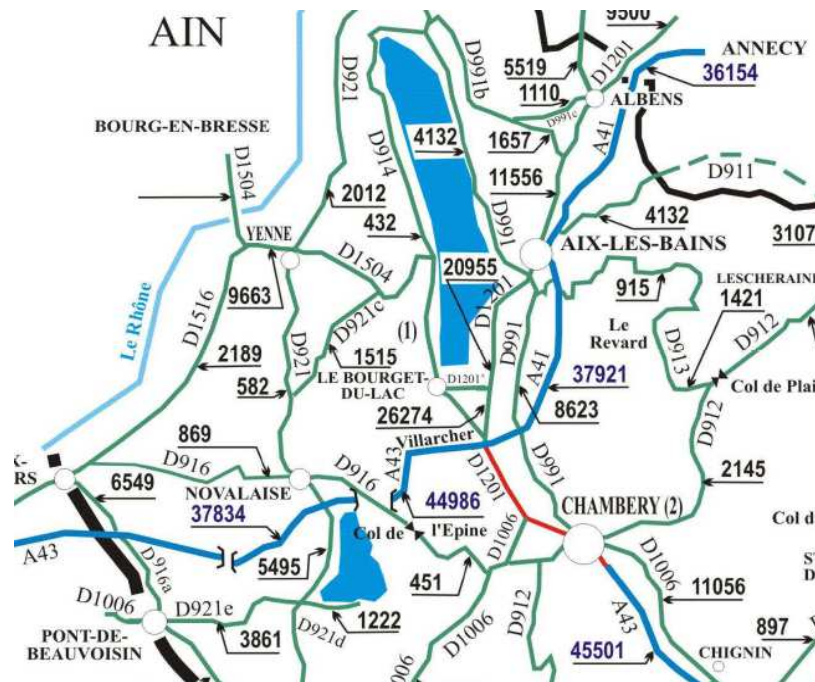 AIN
9500
ANNECY
D921
D991b
5519
D1201
36154
1110
ALBENS
BOURG-EN-BRESSE
D991c
4132
1657
A41
D1504
D914
11556
D911
2012
4132
432
D991
YENNE
AIX-LES-BAINS
3107
D1504
20955
Le Rhône
9663
D1201
915
LESCHERAINE
1421
D1516
D921c
(1)
D991
Le
Revard
D912
2189
D921
1515
A41
37921
D913
582
LE BOURGET-
DU-LAC
D1201
Col de Plai
26274
8623
D912
869
Villarcher
D916
D916
A43
D1201
D991
2145
6549
NOVALAISE
44986
CHAMBERY (2)
37834
Col de
l'Epine
Col d
A43
D916a
5495
451
D1006
D1006
D1006
D921e
1222
D1006
D912
11056
PONT-DE-
BEAUVOISIN
3861
D921d
A43
897
45501
CHIGNIN